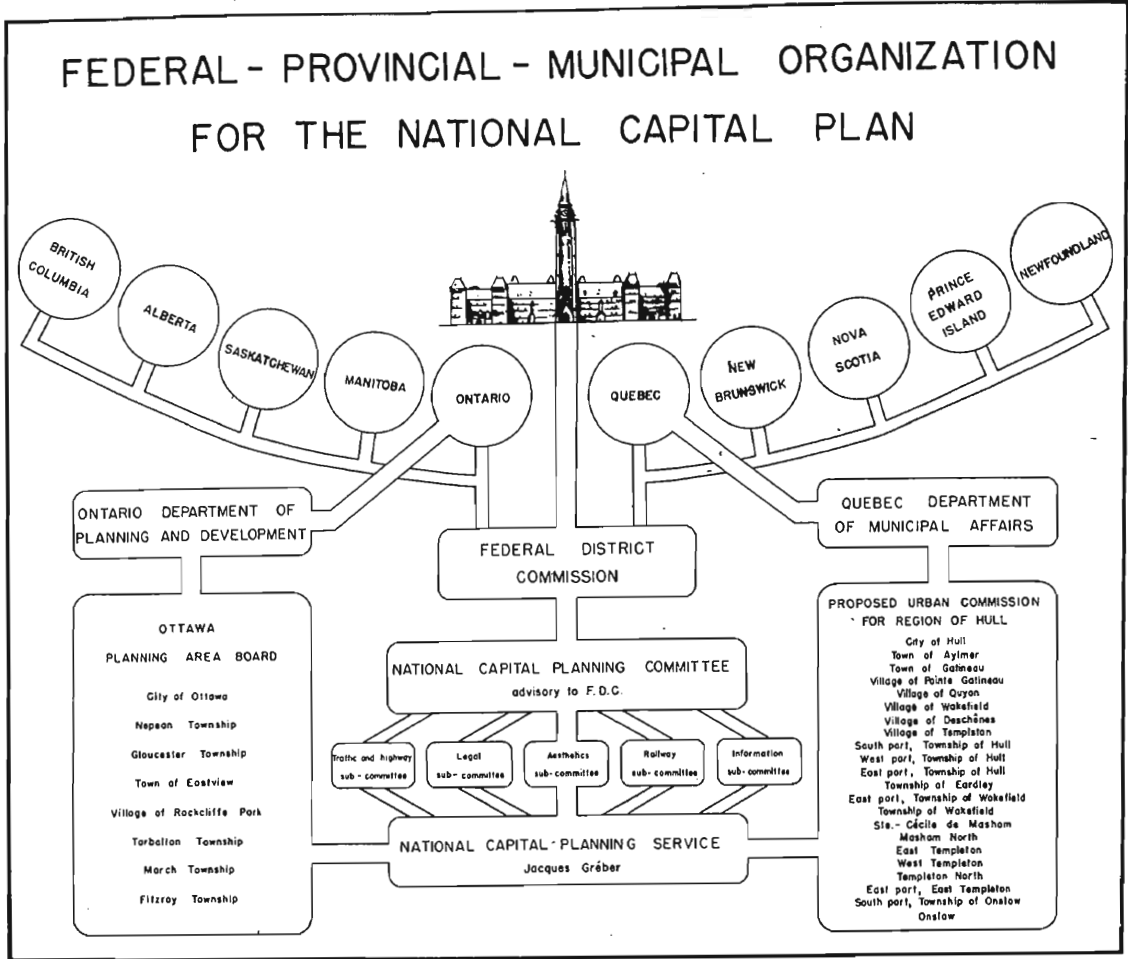 FEDERAL - PROVINCIAL - MUNICIPAL ORGANIZATION
FOR THE NATIONAL CAPITAL PLAN
BRITISH
COLUMBIA
ALBERTA
SASKATCHEWAN
MANITOBA
ONTARIO
QUEBEC
NEW
BRUNSWICK
NOVA
SCOTIA
PRINCE
EDWARD
ISLAND
NEWFOUNDLAND
ONTARIO DEPARTMENT OF
PLANNING AND DEVELOPMENT
FEDERAL DISTRICT
COMMISSION
QUEBEC DEPARTMENT
OF MUNICIPAL AFFAIRS
OTTAWA
PLANNING AREA BOARD
City of Ottawa
Nepean Township
Gloucester Township
Town of Eastview
Village of Rockcliffe Park
Torbolton Township
March Township
Fitzroy Township
NATIONAL CAPITAL PLANNING COMMITTEE
advisory to F.D.C.
Traffic and highway
sub - committee
Legal
sub - committee
Aesthetics
sub-committee
Railway
sub-committee
Information
sub-committee
NATIONAL CAPITAL-PLANNING SERVICE
Jacques Gréber
PROPOSED URBAN COMMISSION
FOR REGION OF HULL
City of Hull
Town of Aylmer
Town of Gatineau
Village of Pointe Gatineau
Village of Quyon
Village of Wakefield
Village of Deschênes
Village of Templeton
South part, Township of Hull
West part, Township of Hull
East part, Township of Hull
Township of Eardley
East part, Township of Wakefield
Township of Wakefield
Ste.- Cécile de Masham
Masham North
East Templeton
West Templeton
Templeton North
East part, East Templeton
South part, Township of Onslow
Onslow